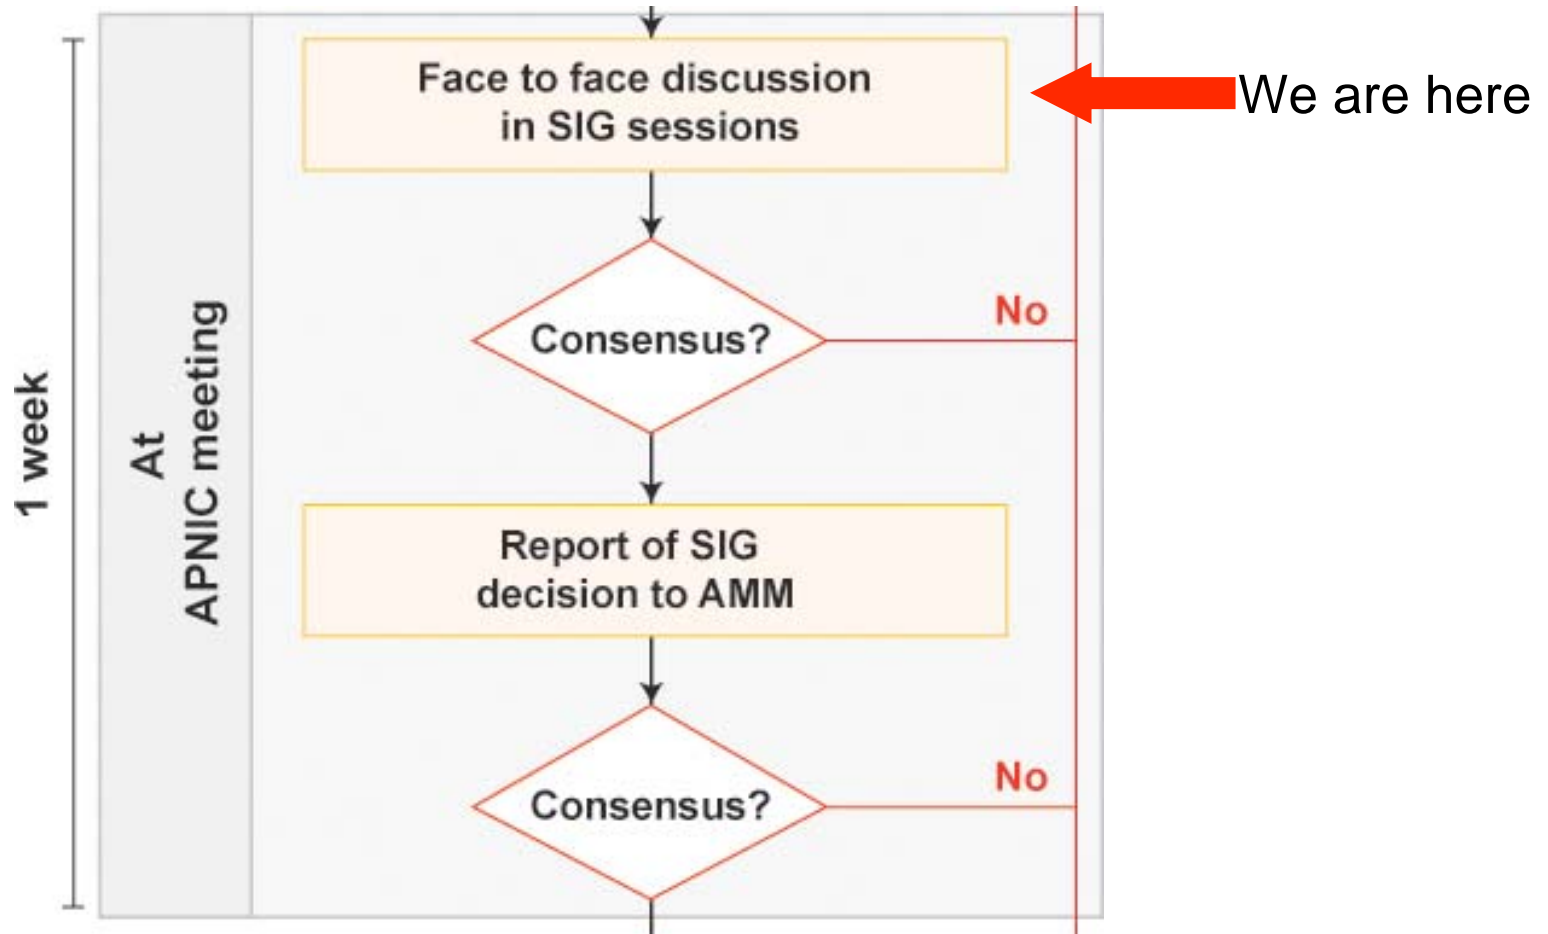 1 week
At
APNIC meeting
Face to face discussion
in SIG sessions
We are here
Consensus?
No
Report of SIG
decision to AMM
Consensus?
No